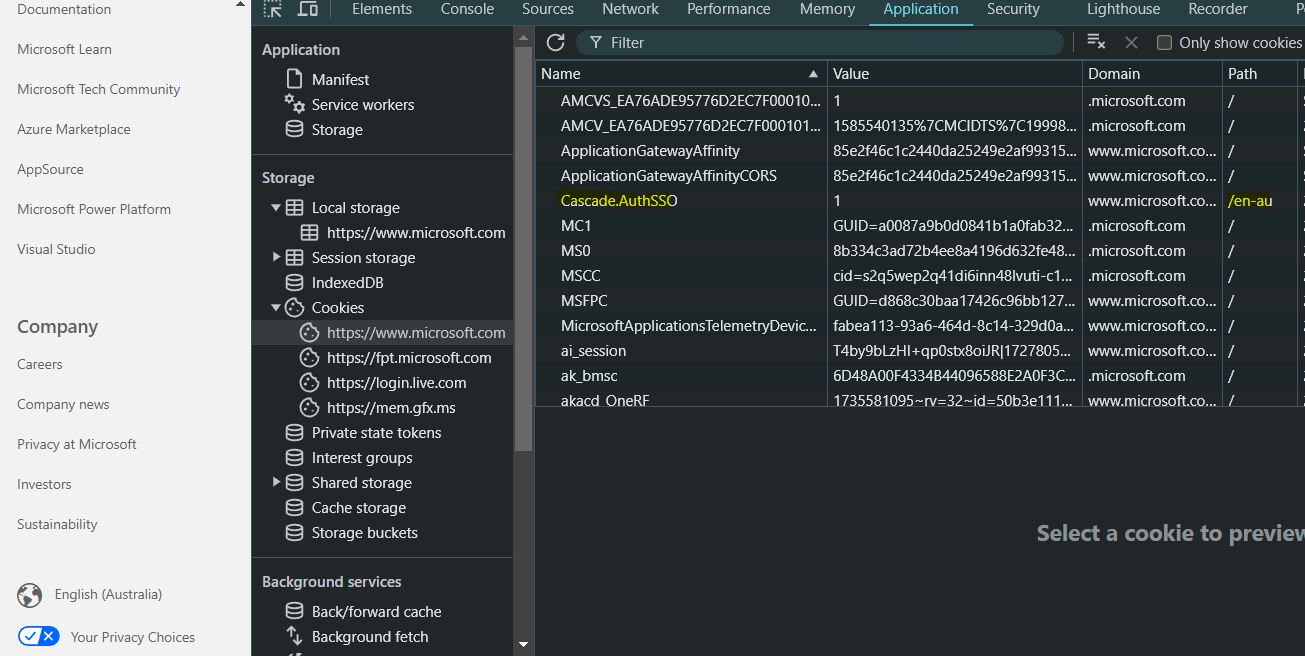 Documentation
Microsoft Learn
Microsoft Tech Community
Azure Marketplace
AppSource
Microsoft Power Platform
Visual Studio
Company
Careers
Company news
Privacy at Microsoft
Investors
Sustainability
English (Australia)
Your Privacy Choices
Elements Console Sources Network Performance Memory Application Security Lighthouse Recorder
Application
Manifest
Service workers
Storage
Storage
Local storage
https://www.microsoft.com
Session storage
IndexedDB
Cookies
https://www.microsoft.com
https://fpt.microsoft.com
https://login.live.com
https://mem.gfx.ms
Private state tokens
Interest groups
Shared storage
Cache storage
Storage buckets
Background services
Back/forward cache
Background fetch
Filter Only show cookies
Name Value Domain Path
AMCVS_EA76ADE95776D2EC7F00010... 1 .microsoft.com /
AMCV_EA76ADE95776D2EC7F000101... 1585540135%7CMCIDTS%7C19998... .microsoft.com /
ApplicationGatewayAffinity 85e2f46c1c2440da25249e2af99315... www.microsoft.co... /
ApplicationGatewayAffinityCORS 85e2f46c1c2440da25249e2af99315... www.microsoft.co... /
Cascade.AuthSSO 1 www.microsoft.co... /en-au
MC1 GUID=a0087a9b0d0841b1a0fab32... .microsoft.com /
MS0 8b334c3ad72b4ee8a4196d632fe48... .microsoft.com /
MSCC cid=s2q5wep2q41di6inn48lvuti-c1... .microsoft.com /
MSFPC GUID=d868c30baa17426c96bb127... www.microsoft.co... /
MicrosoftApplicationsTelemetryDevic... fabea113-93a6-464d-8c14-329d0a... www.microsoft.co... /
ai_session T4by9bLzHI+qp0stx8oiJR|1727805... www.microsoft.co... /
ak_bmsc 6D48A00F4334B44096588E2A0F3C... .microsoft.com /
akacd_OneRF 1735581095~rv=32~id=50b3e111... www.microsoft.co... /
Select a cookie to preview